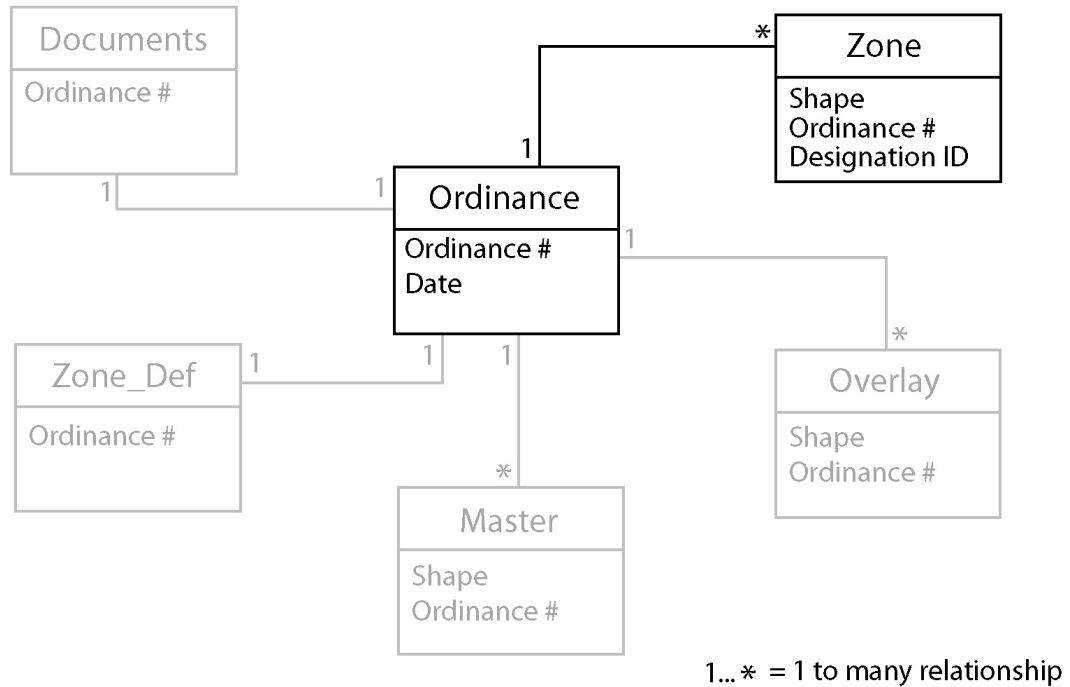 Documents
Ordinance #
1
Zone
Shape
Ordinance #
Designation ID
*
1
1
Ordinance
Ordinance #
Date
1
*
Zone_Def
Ordinance #
1
1
1
*
Master
Shape
Ordinance #
Overlay
Shape
Ordinance #
1...* = 1 to many relationship